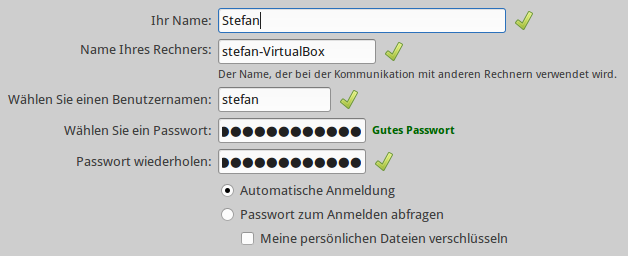 Ihr Name: Stefan
Name Ihres Rechners: stefan-VirtualBox
Der Name, der bei der Kommunikation mit anderen Rechnern verwendet wird.
Wählen Sie einen Benutzernamen: stefan
Wählen Sie ein Passwort: ●●●●●●●●●●●● Gutes Passwort
Passwort wiederholen: ●●●●●●●●●●●●
Automatische Anmeldung
Passwort zum Anmelden abfragen
Meine persönlichen Dateien verschlüsseln